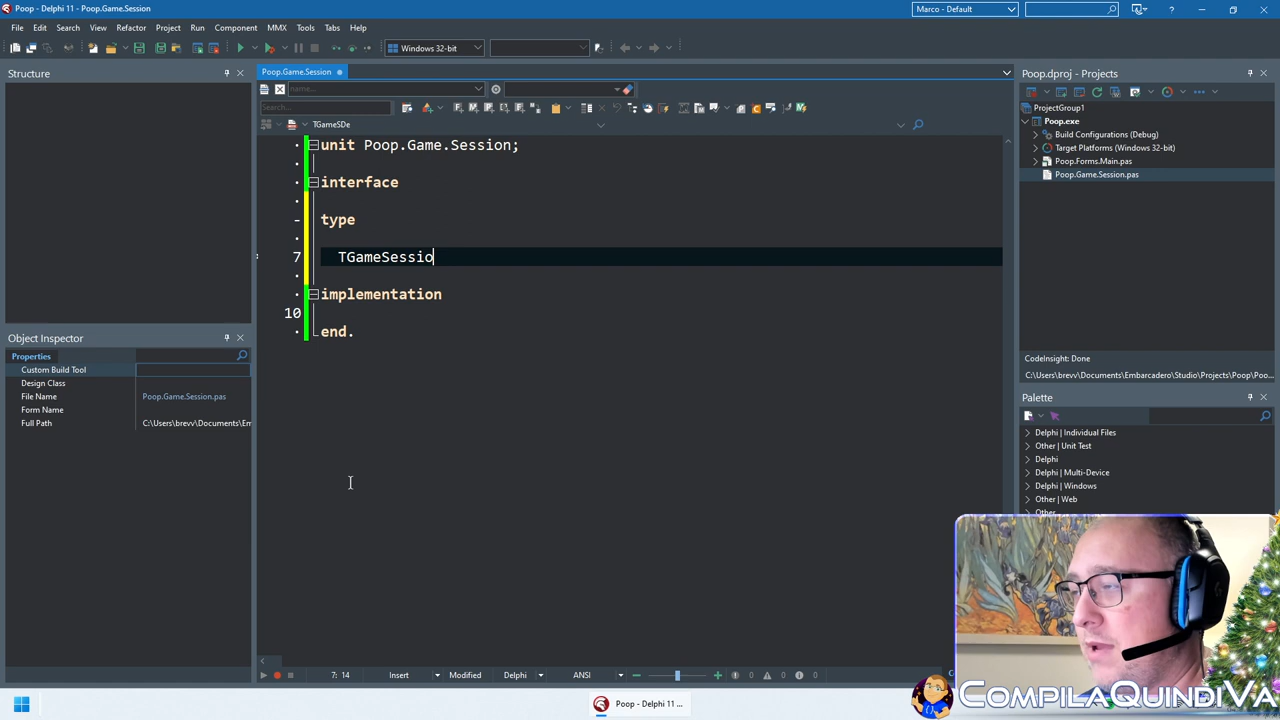 Poop - Delphi 11 - Poop.Game.Session
Marco - Default
File Edit Search View Refactor Project Run Component MMX Tools Tabs Help
Windows 32-bit
Structure
Poop.Game.Session
Poop.dproj - Projects
name...
Search...
TGameSDe
ProjectGroup1
Poop.exe
Build Configurations (Debug)
Target Platforms (Windows 32-bit)
Poop.Forms.Main.pas
Poop.Game.Session.pas
unit Poop.Game.Session;
interface
type
7 TGameSessio
implementation
10
end.
Object Inspector
Properties
Custom Build Tool
Design Class
File Name Poop.Game.Session.pas
Form Name
Full Path C:\Users\brevv\Documents\Em
CodeInsight: Done
C:\Users\brevv\Documents\Embarcadero\Studio\Projects\Poop\Poo...
Palette
Delphi | Individual Files
Other | Unit Test
Delphi
Delphi | Multi-Device
Delphi | Windows
Other | Web
Other
7: 14 Insert Modified Delphi ANSI 0 0 0
Poop - Delphi 11 ...
COMPILAQUINDIVA